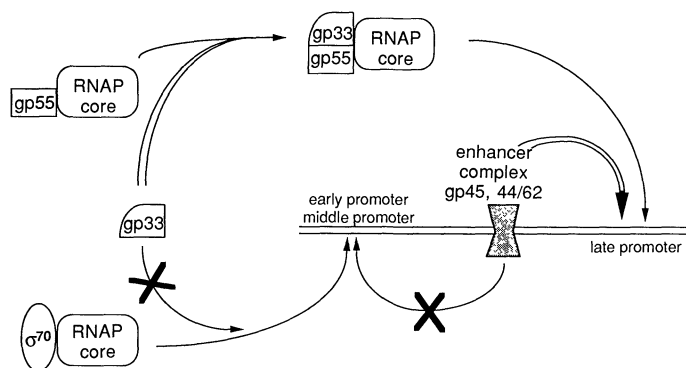 gp33
gp55
RNAP
core
gp55
RNAP
core
enhancer
complex
gp45, 44/62
early promoter
middle promoter
gp33
late promoter
σ70
RNAP
core